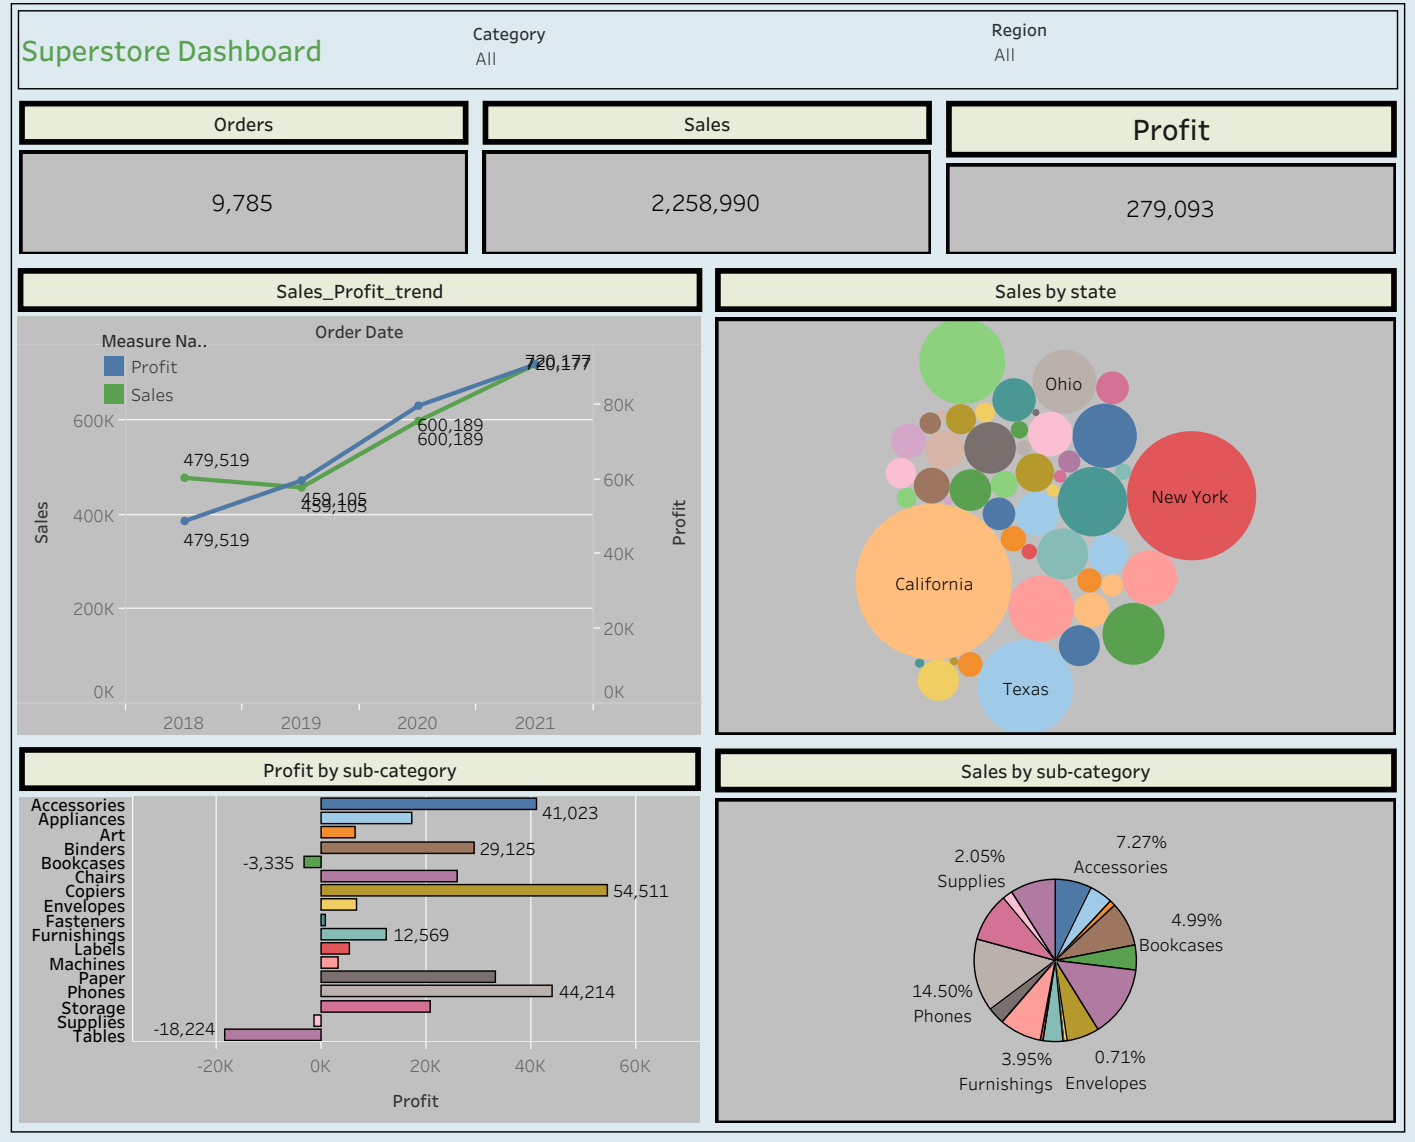 Superstore Dashboard
Category
All
Region
All
Orders
Sales
Profit
9,785
2,258,990
279,093
Sales_Profit_trend
Sales by state
Order Date
Measure Na..
Profit
Sales
720,177
720,177
600,189
600,189
479,519
459,105
459,105
479,519
Sales
600K
400K
200K
0K
Profit
80K
60K
40K
20K
0K
2018
2019
2020
2021
Ohio
New York
California
Texas
Profit by sub-category
Sales by sub-category
Accessories
41,023
Appliances
Art
Binders
29,125
Bookcases
-3,335
Chairs
Copiers
54,511
Envelopes
Fasteners
Furnishings
12,569
Labels
Machines
Paper
Phones
44,214
Storage
Supplies
Tables
-18,224
-20K
0K
20K
40K
60K
Profit
7.27%
Accessories
2.05%
Supplies
4.99%
Bookcases
14.50%
Phones
3.95%
Furnishings
0.71%
Envelopes